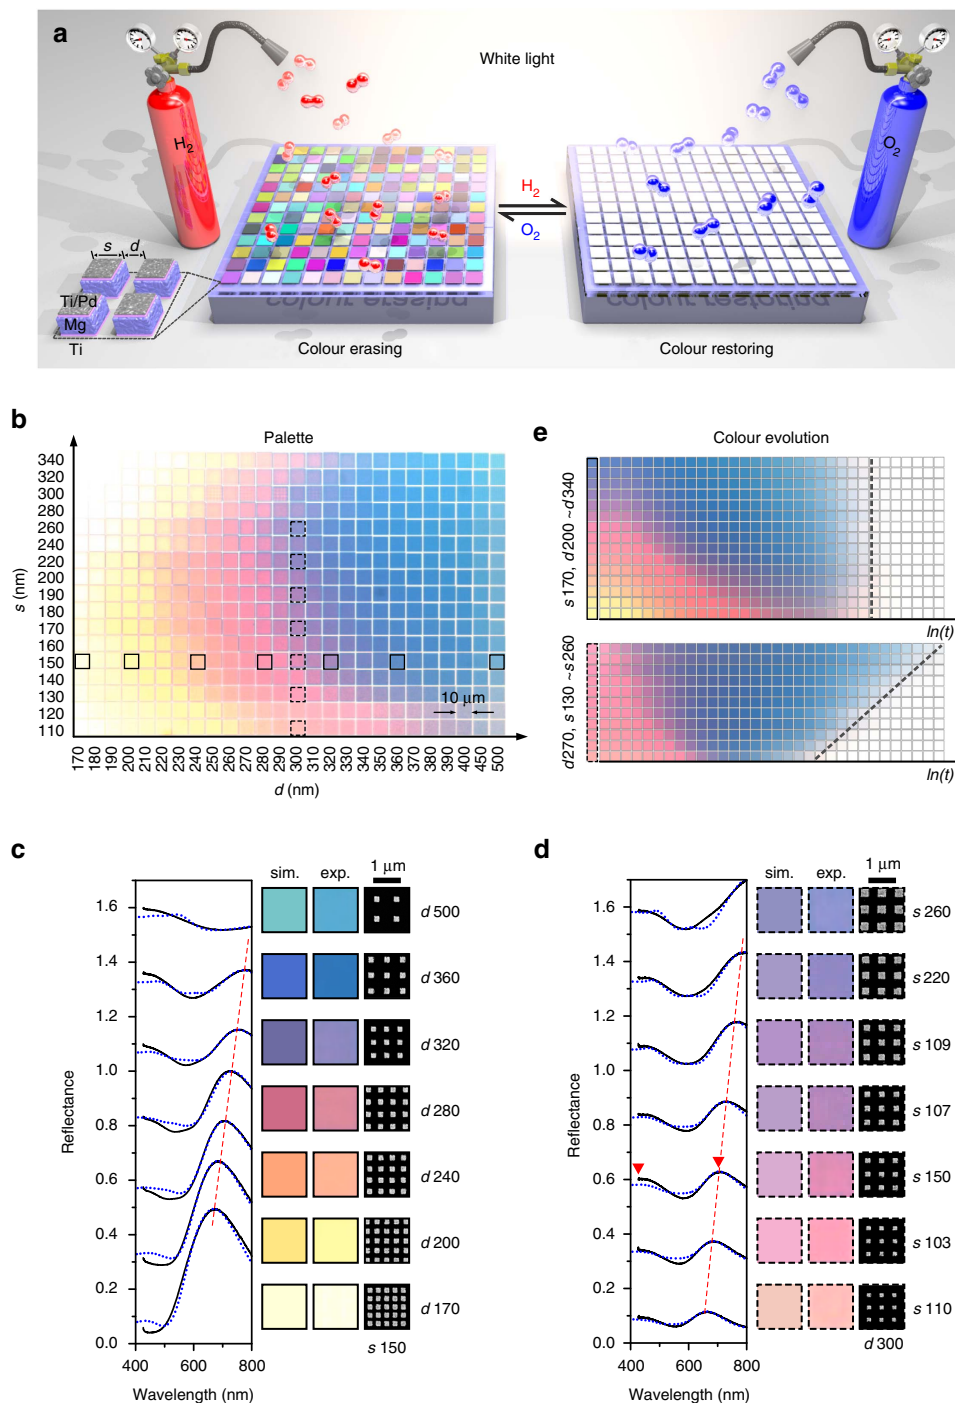 a
White light
H2
O2
H2
O2
s
d
Ti/Pd
Mg
Ti
Colour erasing
Colour restoring
Colour erasing
Colour restoring
b
Palette
s (nm)
340
320
300
280
260
240
220
200
190
180
170
160
150
140
130
120
110
10 μm
170
180
190
200
210
220
240
260
280
290
300
310
320
330
340
350
360
370
380
390
400
450
500
d (nm)
e
Colour evolution
s170, d200 ~d340
ln(t)
d270, s130 ~s260
ln(t)
c
sim.
exp.
1 μm
Reflectance
1.6
1.4
1.2
1.0
0.8
0.6
0.4
0.2
0.0
400
600
800
Wavelength (nm)
d 500
d 360
d 320
d 280
d 240
d 200
d 170
s 150
d
sim.
exp.
1 μm
Reflectance
1.6
1.4
1.2
1.0
0.8
0.6
0.4
0.2
0.0
400
600
800
Wavelength (nm)
s 260
s 220
s 109
s 107
s 150
s 103
s 110
d 300